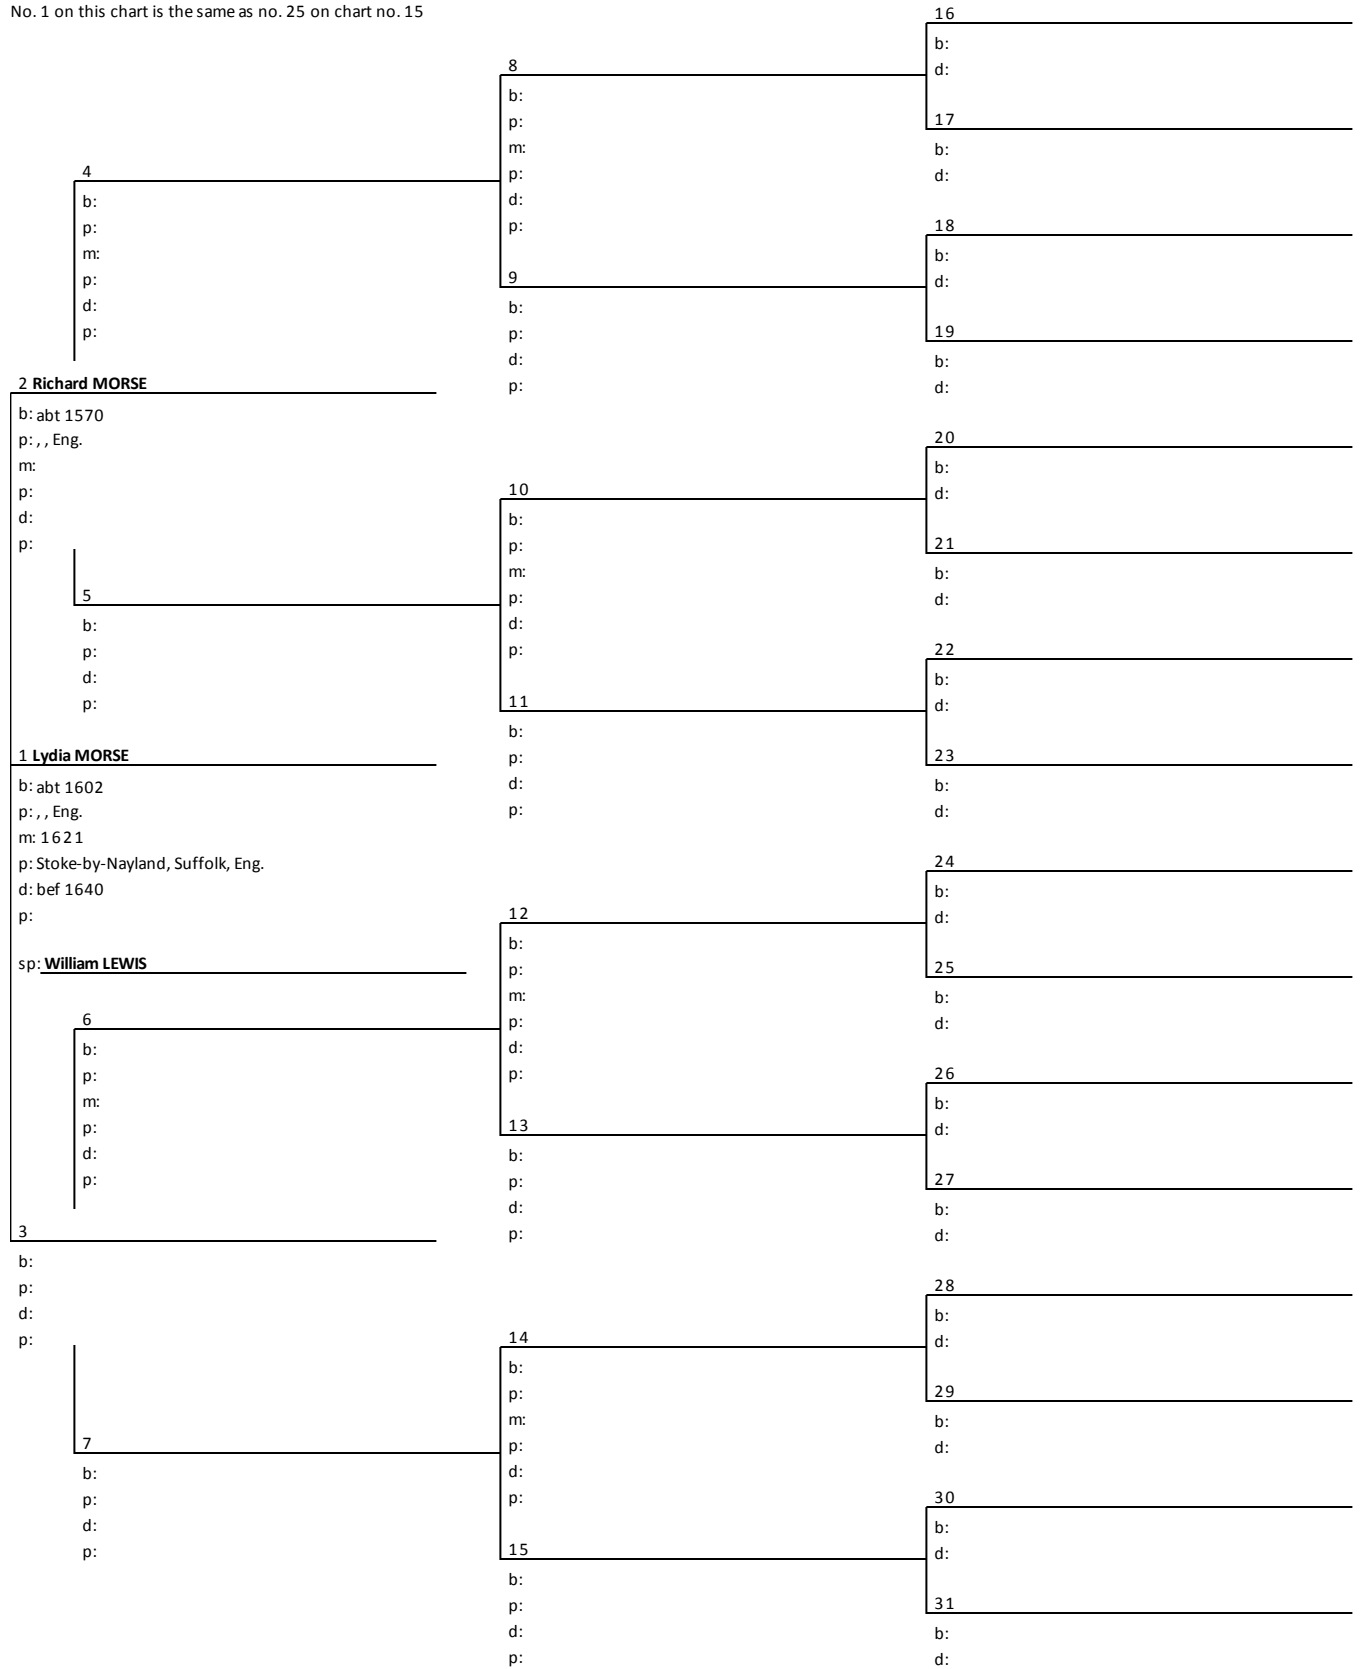 No. 1 on this chart is the same as no. 25 on chart no. 15
4
b:
p:
m:
p:
d:
p:
2 Richard MORSE
b: abt 1570
p: , , Eng.
m:
p:
d:
p:
5
b:
p:
d:
p:
1 Lydia MORSE
b: abt 1602
p: , , Eng.
m: 1621
p: Stoke-by-Nayland, Suffolk, Eng.
d: bef 1640
p:
sp: William LEWIS
6
b:
p:
m:
p:
d:
p:
3
b:
p:
d:
p:
7
b:
p:
d:
p:
8
b:
p:
m:
p:
d:
p:
9
b:
p:
d:
p:
10
b:
p:
m:
p:
d:
p:
11
b:
p:
d:
p:
12
b:
p:
m:
p:
d:
p:
13
b:
p:
d:
p:
14
b:
p:
m:
p:
d:
p:
15
b:
p:
d:
p:
16
b:
d:
17
b:
d:
18
b:
d:
19
b:
d:
20
b:
d:
21
b:
d:
22
b:
d:
23
b:
d:
24
b:
d:
25
b:
d:
26
b:
d:
27
b:
d:
28
b:
d:
29
b:
d:
30
b:
d:
31
b:
d: